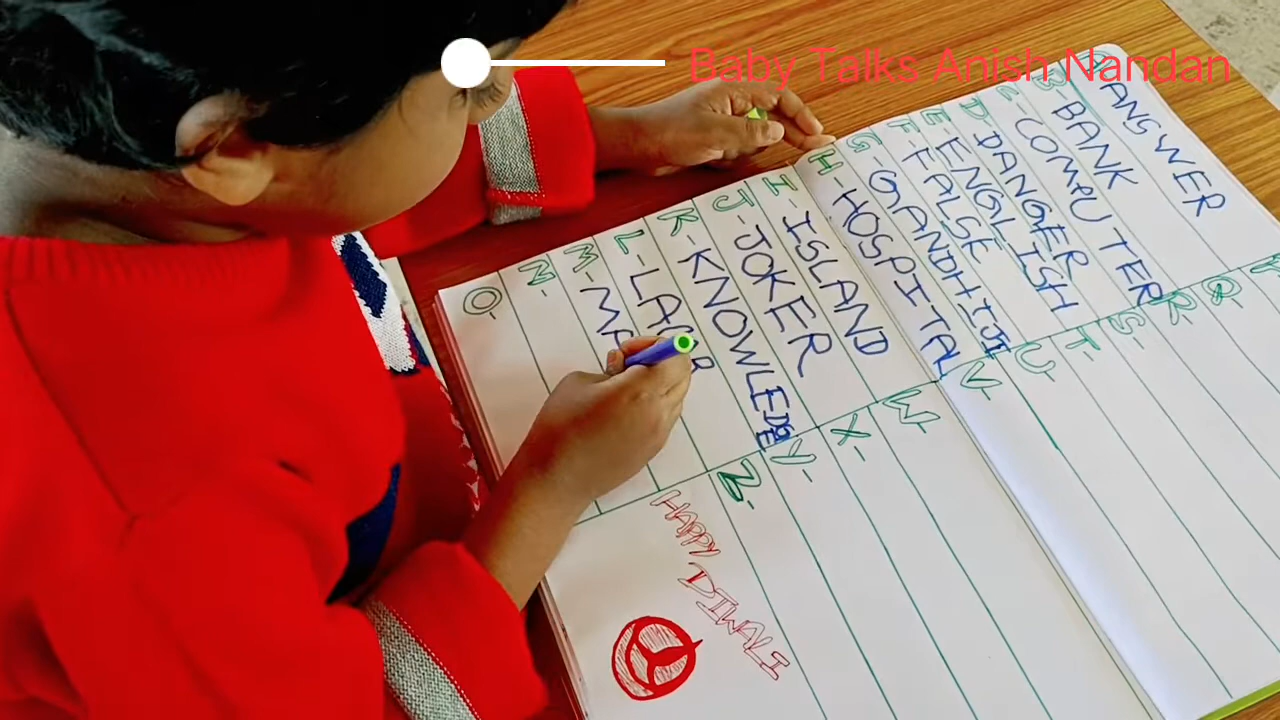 Baby Talks Anish Nandan
A ANSWER
B- BANK
C- COMPUTER
D- DANGER
E- ENGLISH
F- FALSE
G- GANDHIJI
H- HOSPITAL
I- ISLAND
J- JOKER
K- KNOWLEDGE
L-
M-
N-
O-
Q-
R-
S-
T-
U-
V-
W-
X-
Y-
Z-
HAPPY
DIWALI